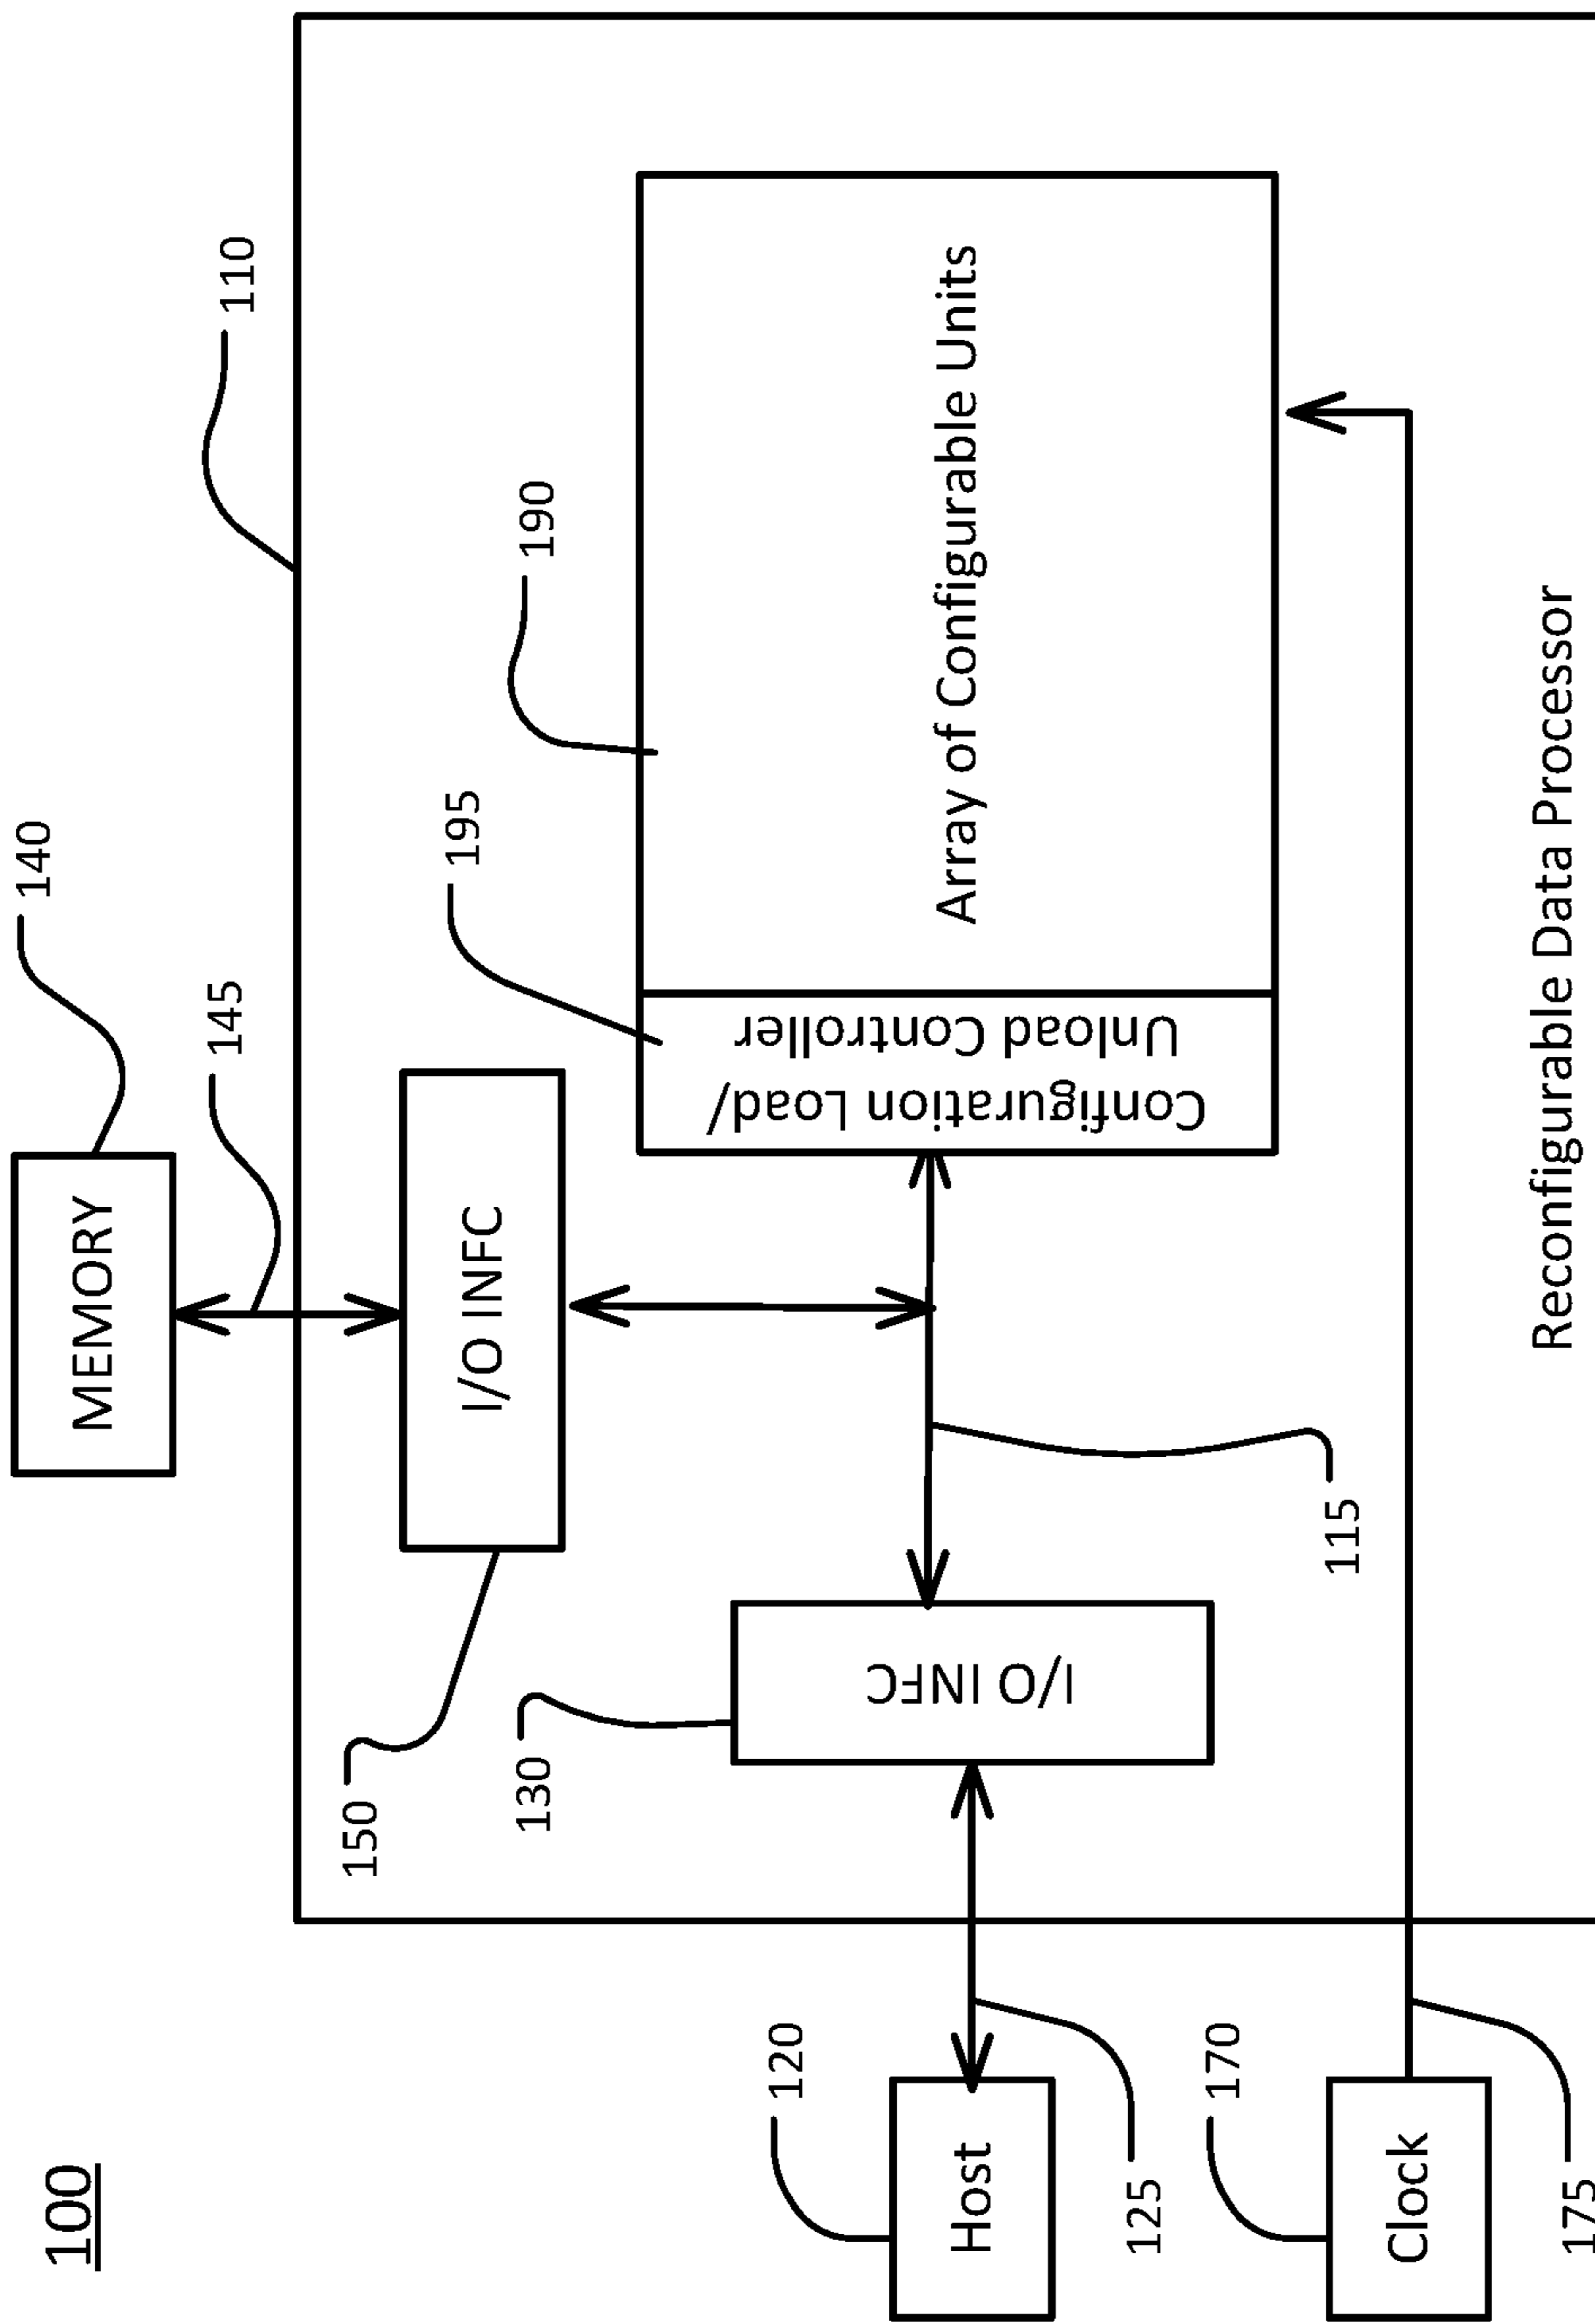 100
MEMORY
140
145
110
150
I/O INFC
195
190
130
I/O INFC
Configuration Load/
Unload Controller
Array of Configurable Units
120
Host
125
115
170
Clock
175
Reconfigurable Data Processor